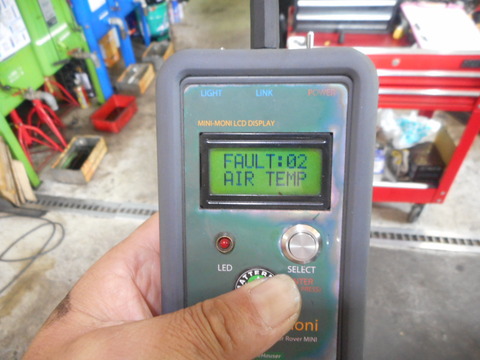 LIGHT LINK POWER
MINI-MONI LCD DISPLAY
FAULT:02
AIR TEMP
LED SELECT
Rover MINI